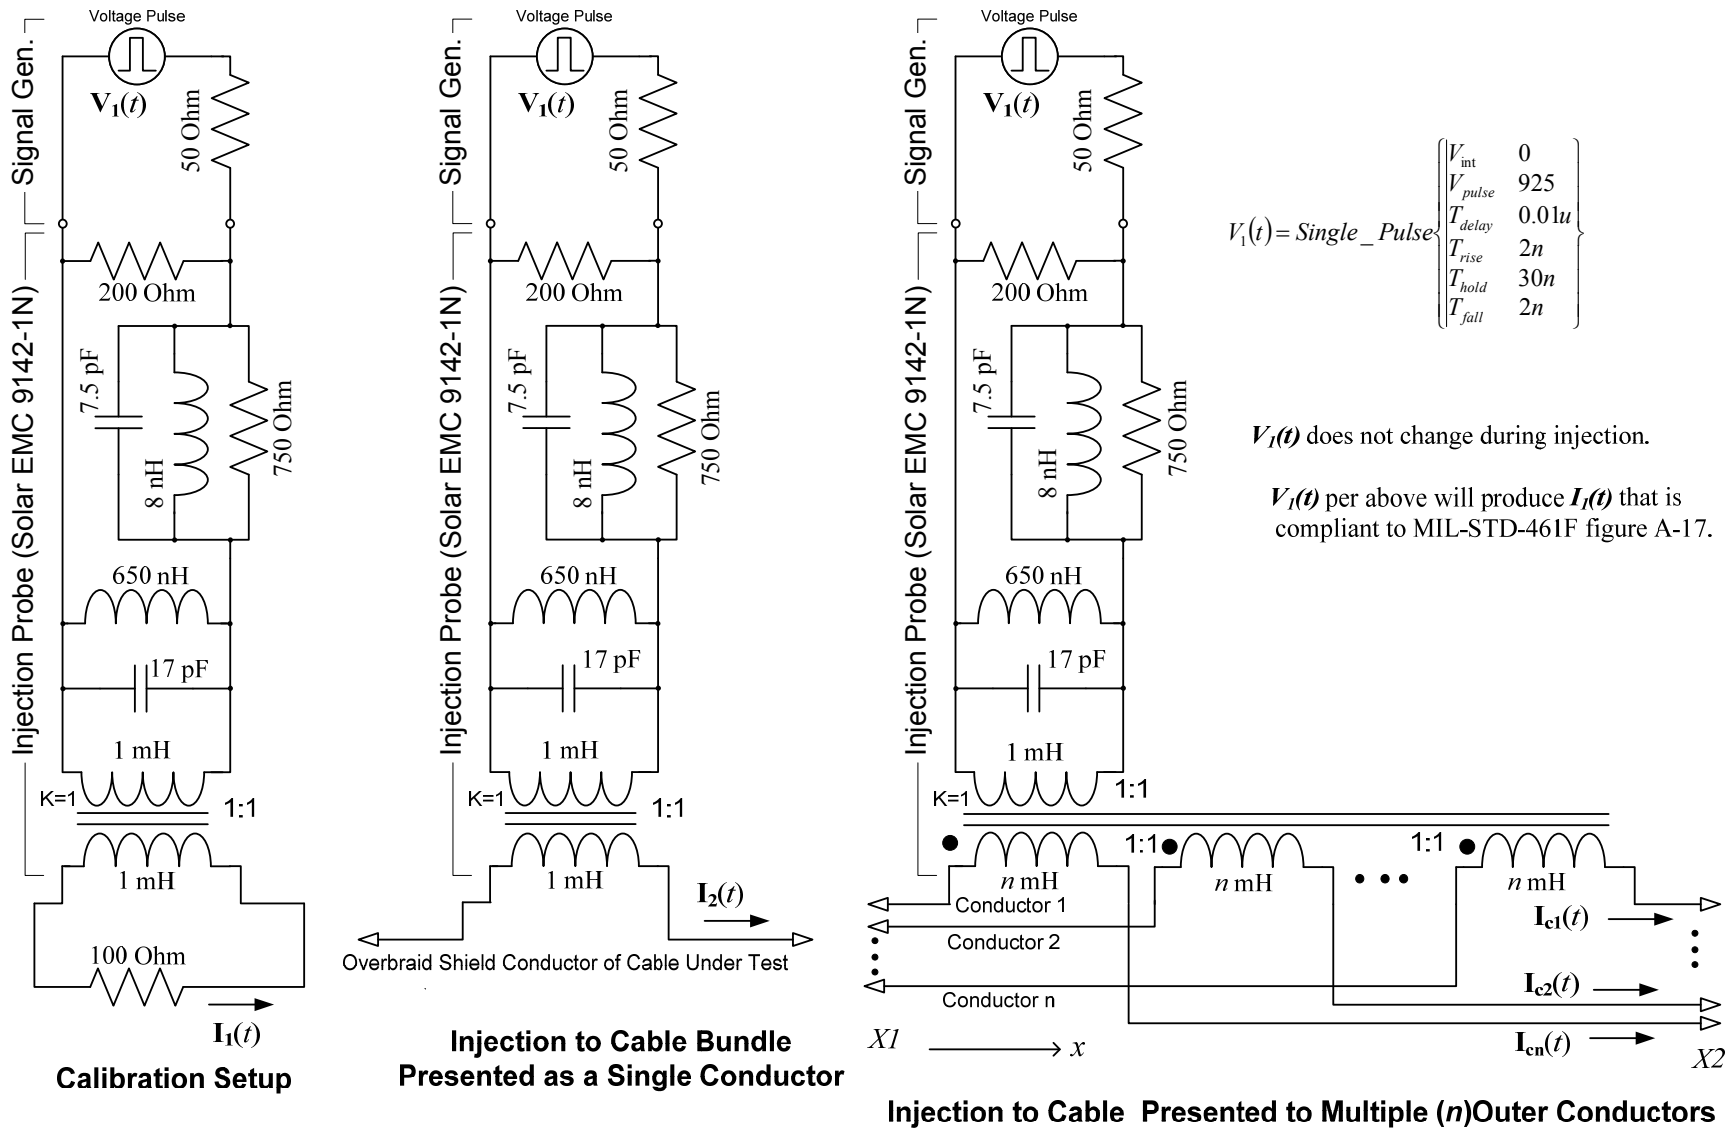 Voltage Pulse
Signal Gen.
V1(t)
50 Ohm
200 Ohm
Injection Probe (Solar EMC 9142-1N)
7.5 pF
8 nH
750 Ohm
650 nH
17 pF
1 mH
K=1
1:1
1 mH
100 Ohm
I1(t)
Calibration Setup
Voltage Pulse
Signal Gen.
V1(t)
50 Ohm
200 Ohm
Injection Probe (Solar EMC 9142-1N)
7.5 pF
8 nH
750 Ohm
650 nH
17 pF
1 mH
K=1
1:1
1 mH
I2(t)
Overbraid Shield Conductor of Cable Under Test
Injection to Cable Bundle
Presented as a Single Conductor
Voltage Pulse
Signal Gen.
V1(t)
50 Ohm
200 Ohm
Injection Probe (Solar EMC 9142-1N)
7.5 pF
8 nH
750 Ohm
650 nH
17 pF
1 mH
K=1
1:1
1:1
1:1
n mH
n mH
n mH
Conductor 1
Conductor 2
Conductor n
Ic1(t)
Ic2(t)
Icn(t)
X1
x
X2
Injection to Cable Presented to Multiple (n)Outer Conductors
V1(t) = Single_Pulse
Vint 0
Vpulse 925
Tdelay 0.01u
Trise 2n
Thold 30n
Tfall 2n
V1(t) does not change during injection.
V1(t) per above will produce I1(t) that is
compliant to MIL-STD-461F figure A-17.